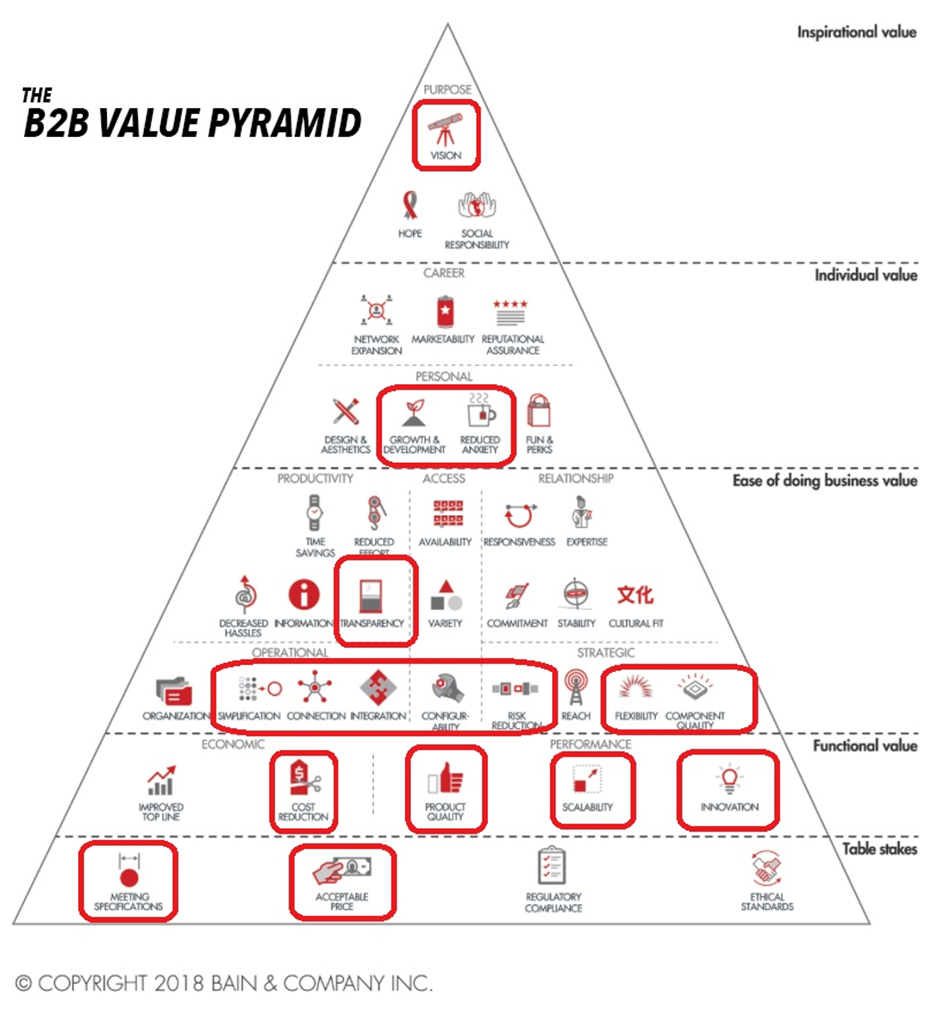 Inspirational value
THE
B2B VALUE PYRAMID
PURPOSE
VISION
HOPE
SOCIAL
RESPONSIBILITY
CAREER
Individual value
NETWORK
EXPANSION
MARKETABILITY
REPUTATIONAL
ASSURANCE
PERSONAL
DESIGN &
AESTHETICS
GROWTH &
DEVELOPMENT
REDUCED
ANXIETY
FUN &
PERKS
PRODUCTIVITY
ACCESS
RELATIONSHIP
Ease of doing business value
TIME
SAVINGS
REDUCED
EFFORT
AVAILABILITY
RESPONSIVENESS
EXPERTISE
DECREASED
HASSLES
INFORMATION
TRANSPARENCY
VARIETY
COMMITMENT
STABILITY
文化
CULTURAL FIT
OPERATIONAL
STRATEGIC
ORGANIZATION
SIMPLIFICATION
CONNECTION
INTEGRATION
CONFIGUR-
ABILITY
RISK
REDUCTION
REACH
FLEXIBILITY
COMPONENT
QUALITY
ECONOMIC
PERFORMANCE
Functional value
IMPROVED
TOP LINE
$
COST
REDUCTION
PRODUCT
QUALITY
SCALABILITY
INNOVATION
Table stakes
MEETING
SPECIFICATIONS
ACCEPTABLE
PRICE
REGULATORY
COMPLIANCE
ETHICAL
STANDARDS
© COPYRIGHT 2018 BAIN & COMPANY INC.